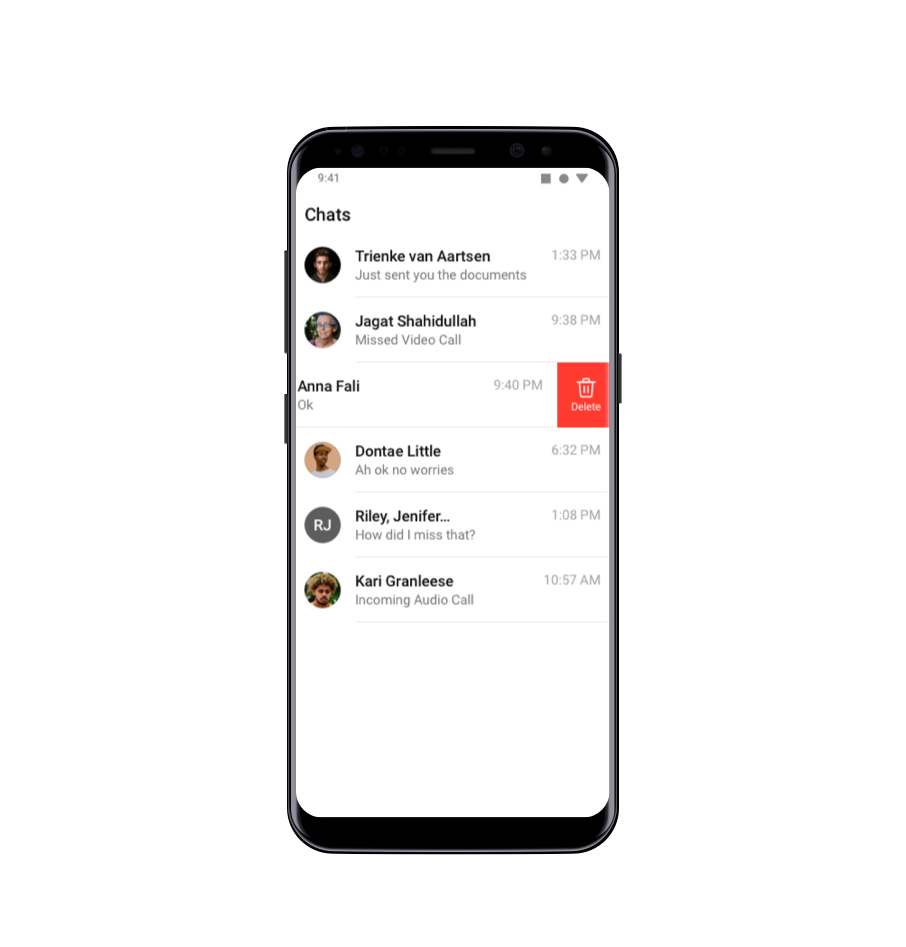 9:41
Chats
Trienke van Aartsen 1:33 PM
Just sent you the documents
Jagat Shahidullah 9:38 PM
Missed Video Call
Anna Fali 9:40 PM
Ok
Delete
Dontae Little 6:32 PM
Ah ok no worries
RJ
Riley, Jenifer... 1:08 PM
How did I miss that?
Kari Granleese 10:57 AM
Incoming Audio Call